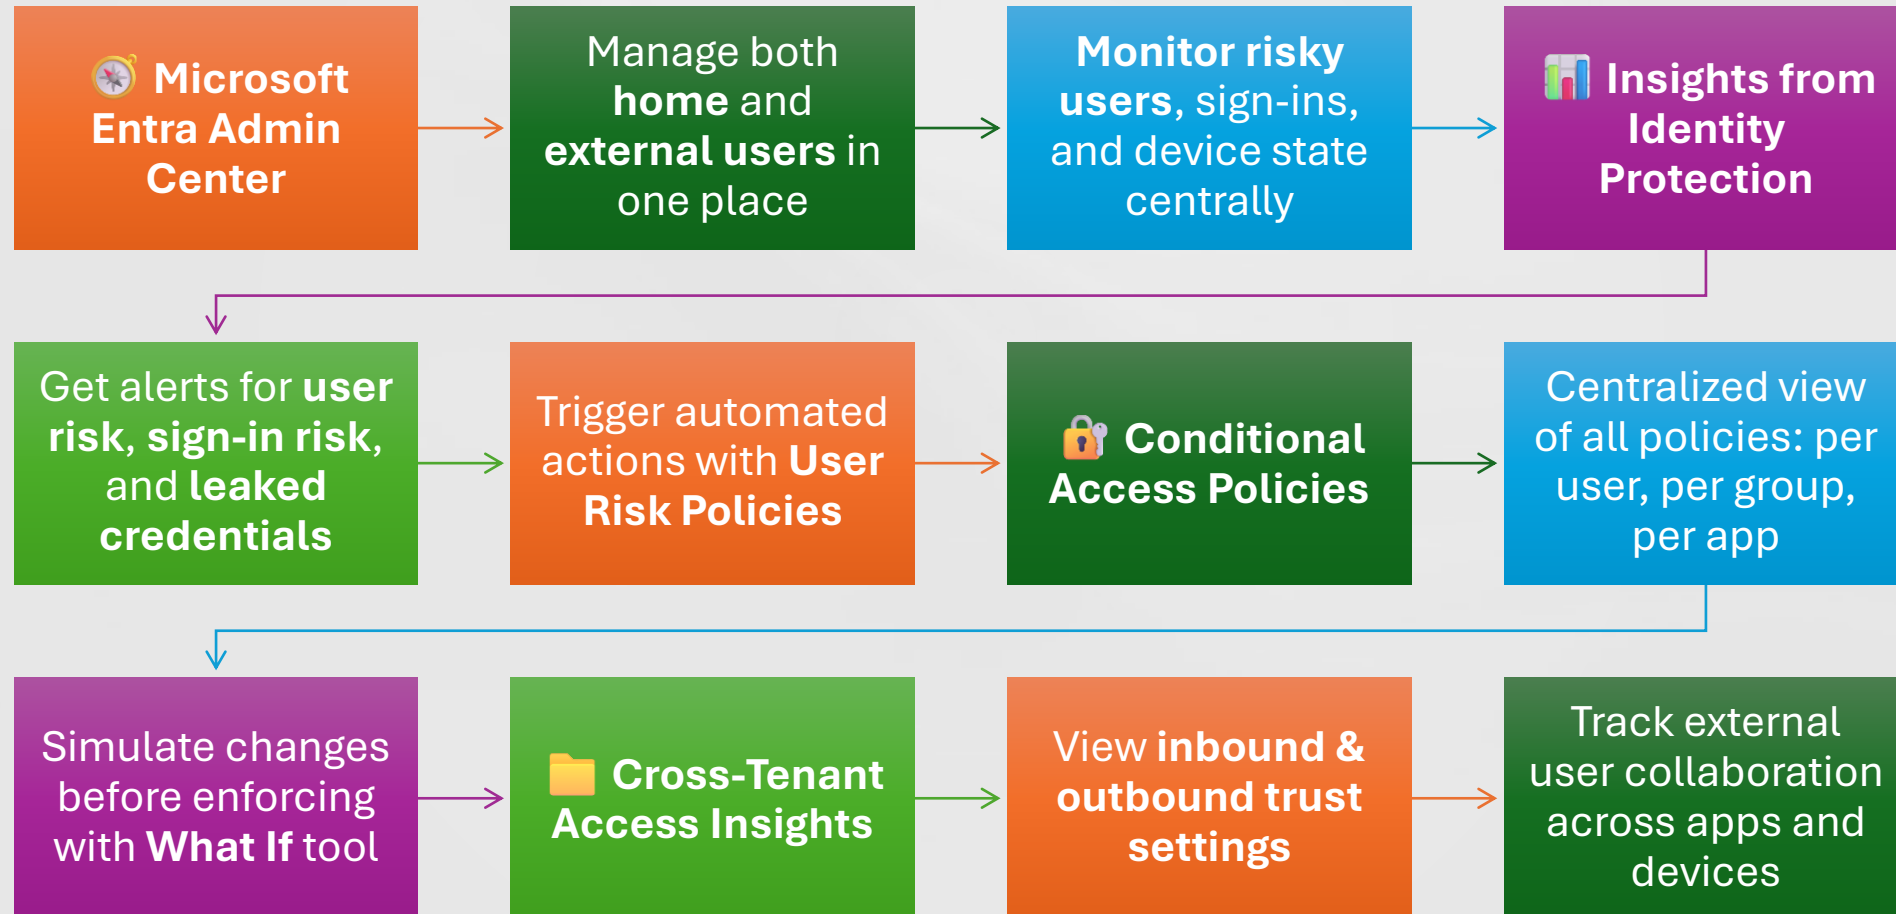 🧭 Microsoft
Entra Admin
Center
Manage both
home and
external users in
one place
Monitor risky
users, sign-ins,
and device state
centrally
📊 Insights from
Identity
Protection
Get alerts for user
risk, sign-in risk,
and leaked
credentials
Trigger automated
actions with User
Risk Policies
🔐 Conditional
Access Policies
Centralized view
of all policies: per
user, per group,
per app
Simulate changes
before enforcing
with What If tool
📁 Cross-Tenant
Access Insights
View inbound &
outbound trust
settings
Track external
user collaboration
across apps and
devices